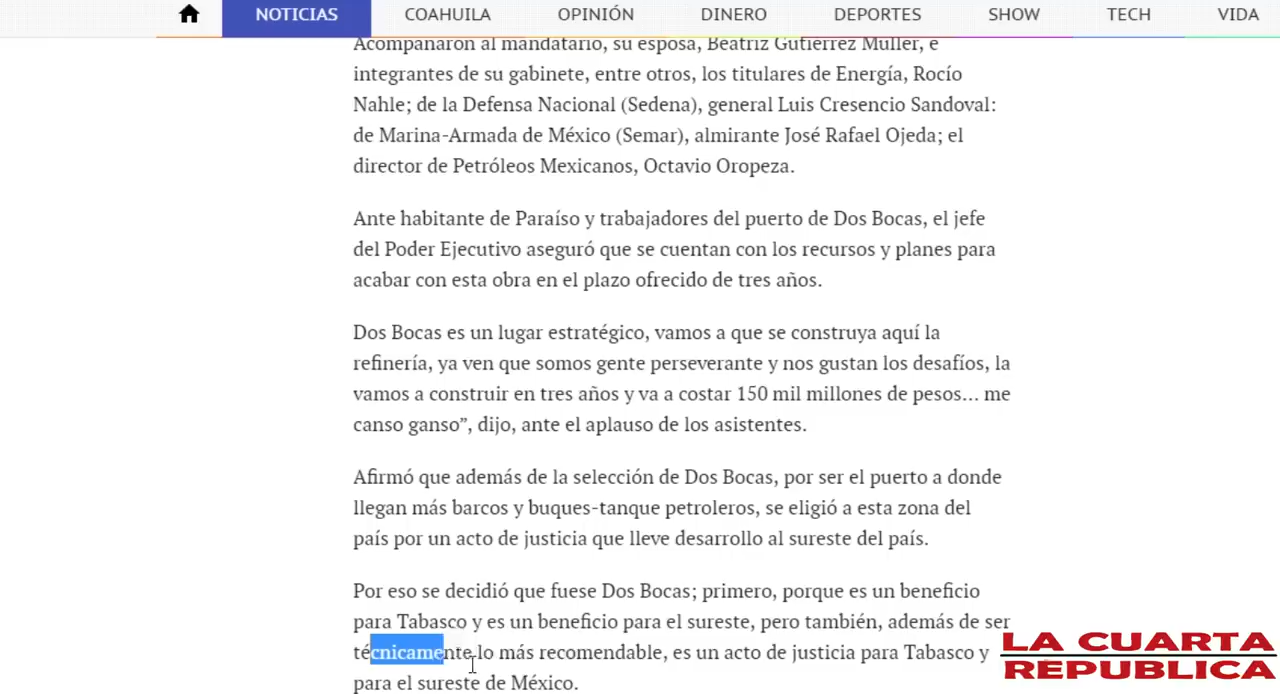 NOTICIAS COAHUILA OPINIÓN DINERO DEPORTES SHOW TECH VIDA
Acompañaron al mandatario, su esposa, Beatriz Gutiérrez Müller, e
integrantes de su gabinete, entre otros, los titulares de Energía, Rocío
Nahle; de la Defensa Nacional (Sedena), general Luis Cresencio Sandoval:
de Marina-Armada de México (Semar), almirante José Rafael Ojeda; el
director de Petróleos Mexicanos, Octavio Oropeza.
Ante habitante de Paraíso y trabajadores del puerto de Dos Bocas, el jefe
del Poder Ejecutivo aseguró que se cuentan con los recursos y planes para
acabar con esta obra en el plazo ofrecido de tres años.
Dos Bocas es un lugar estratégico, vamos a que se construya aquí la
refinería, ya ven que somos gente perseverante y nos gustan los desafíos, la
vamos a construir en tres años y va a costar 150 mil millones de pesos... me
canso ganso”, dijo, ante el aplauso de los asistentes.
Afirmó que además de la selección de Dos Bocas, por ser el puerto a donde
llegan más barcos y buques-tanque petroleros, se eligió a esta zona del
país por un acto de justicia que lleve desarrollo al sureste del país.
Por eso se decidió que fuese Dos Bocas; primero, porque es un beneficio
para Tabasco y es un beneficio para el sureste, pero también, además de ser
técnicamente lo más recomendable, es un acto de justicia para Tabasco y
para el sureste de México.
LA CUARTA
REPUBLICA